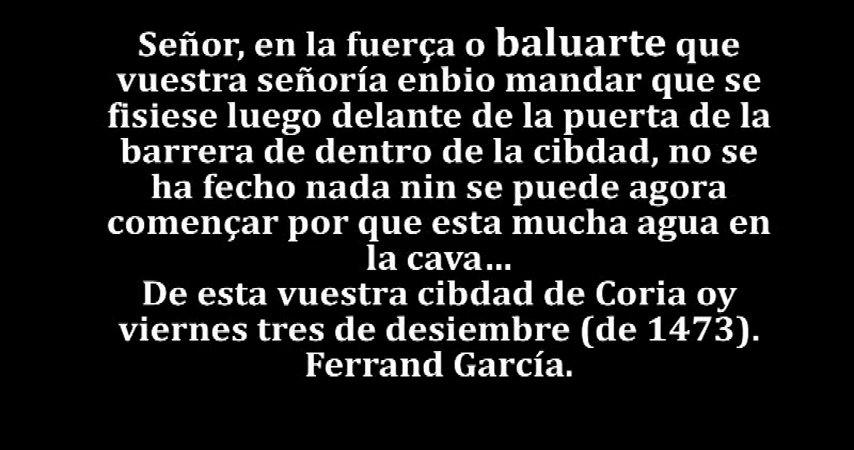 Señor, en la fuerça o baluarte que
vuestra señoría enbio mandar que se
fisiese luego delante de la puerta de la
barrera de dentro de la cibdad, no se
ha fecho nada nin se puede agora
començar por que esta mucha agua en
la cava…
De esta vuestra cibdad de Coria oy
viernes tres de desiembre (de 1473).
Ferrand García.